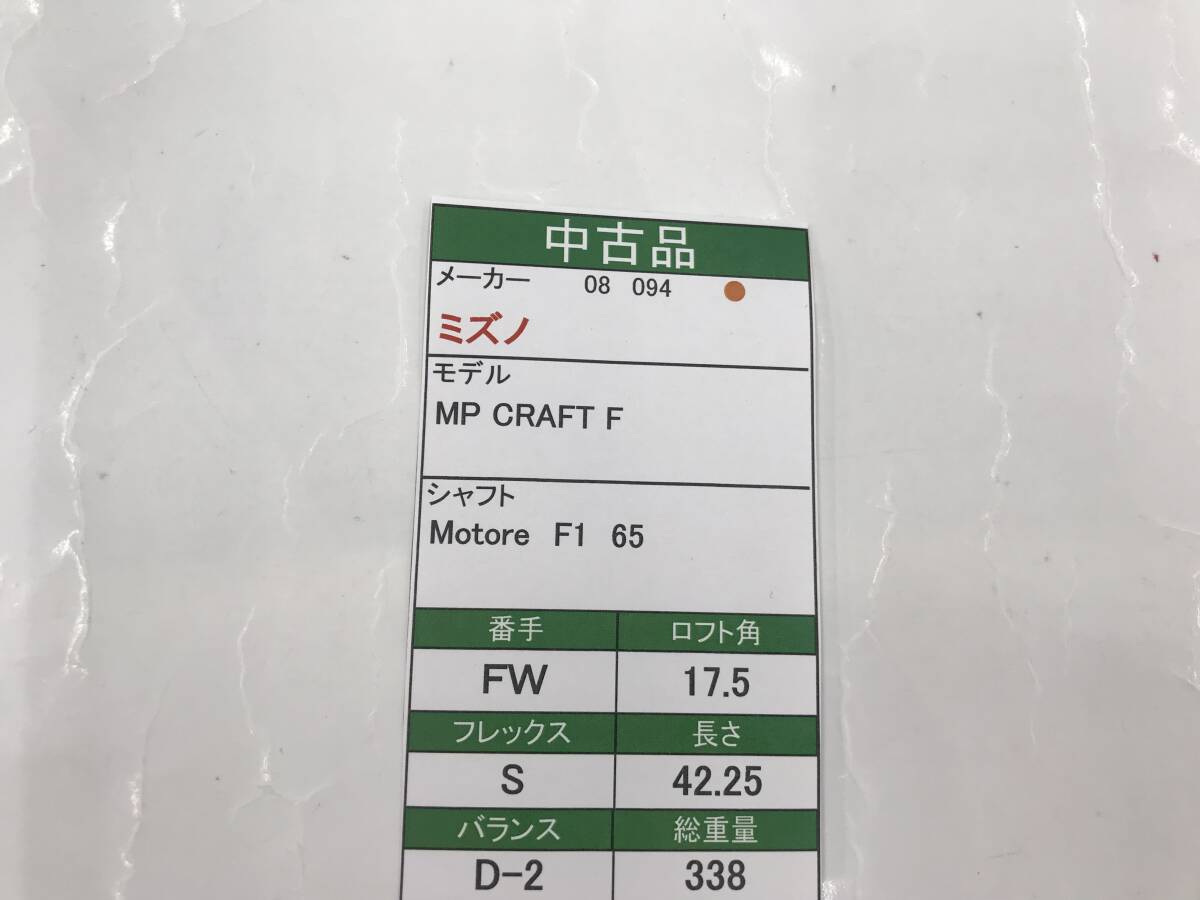 中古品
メーカー 08 094
ミズノ
モデル
MP CRAFT F
シャフト
Motore F1 65
番手 ロフト角
FW 17.5
フレックス 長さ
S 42.25
バランス 総重量
D-2 338